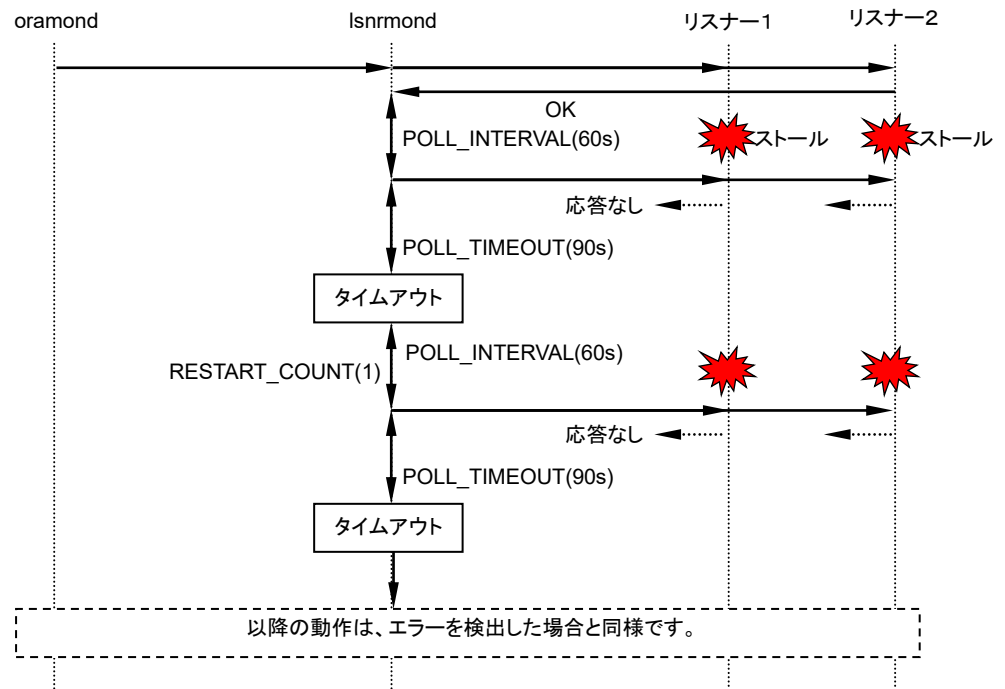 oramond
lsnrmond
リスナー1
リスナー2
OK
POLL_INTERVAL(60s)
ストール
ストール
応答なし
POLL_TIMEOUT(90s)
タイムアウト
POLL_INTERVAL(60s)
RESTART_COUNT(1)
応答なし
POLL_TIMEOUT(90s)
タイムアウト
以降の動作は、エラーを検出した場合と同様です。